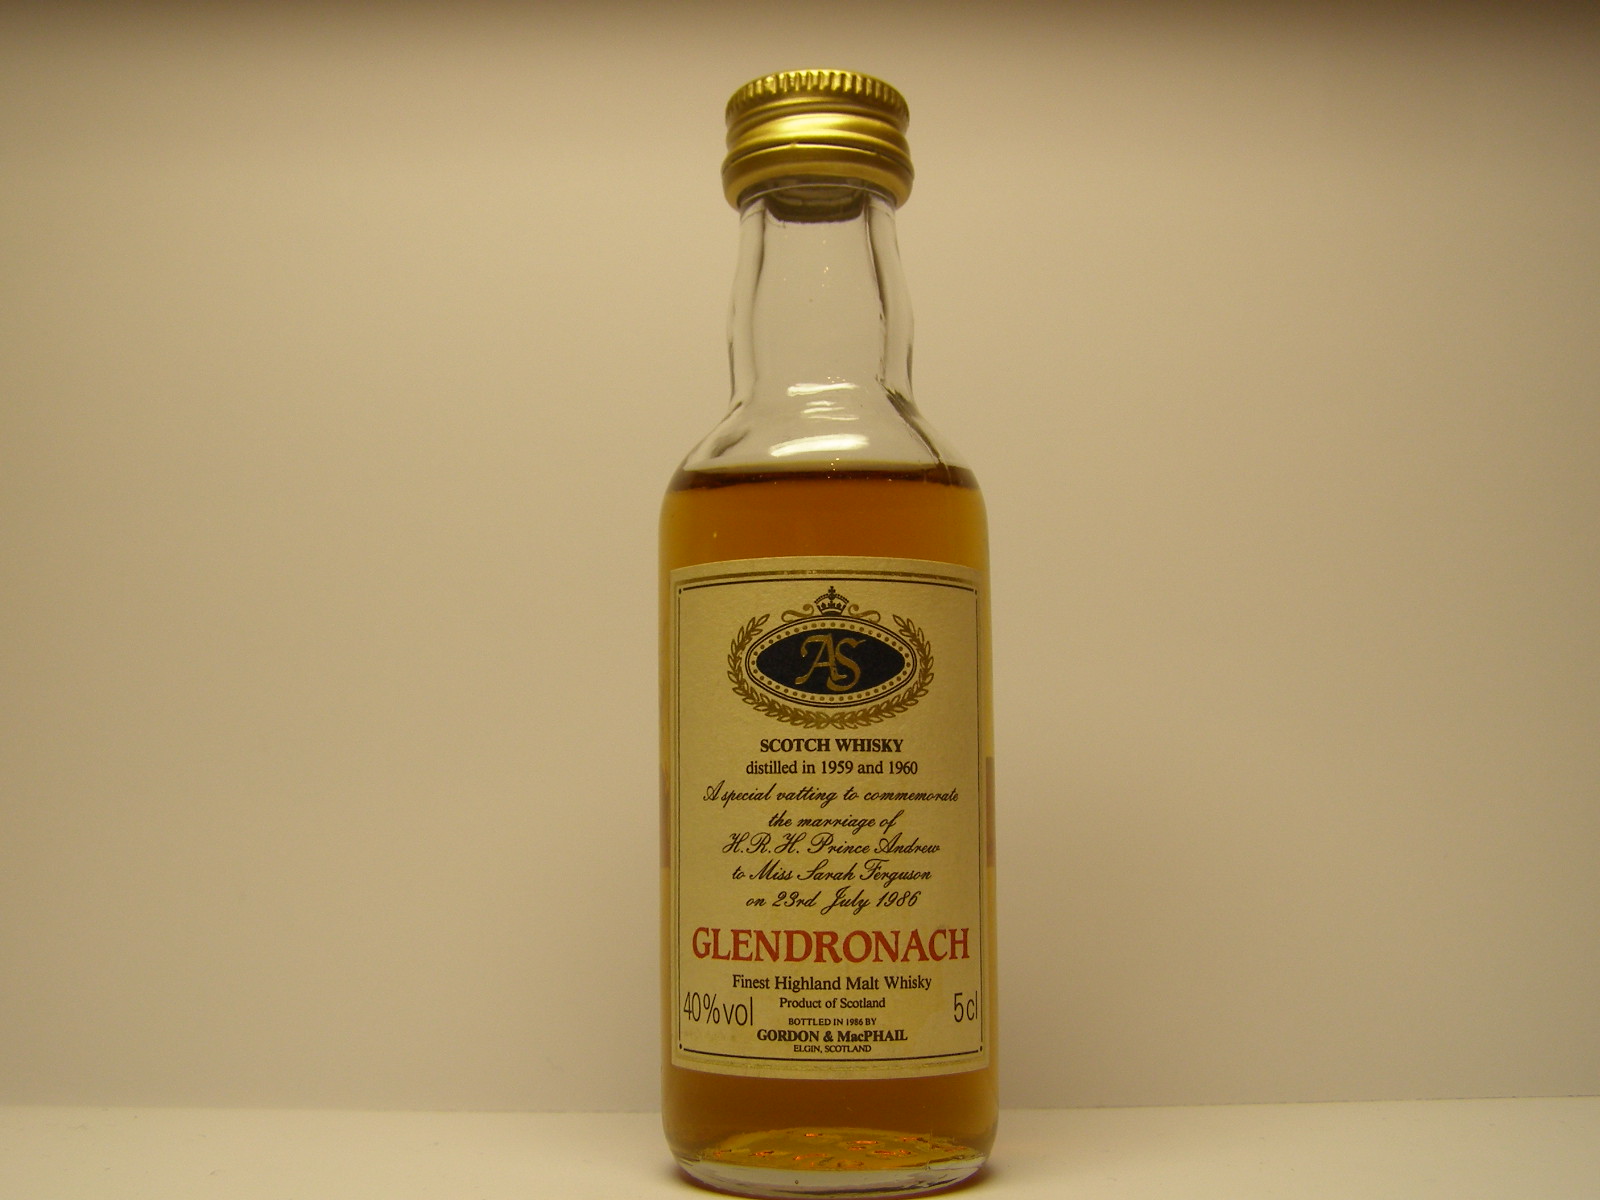 AS
SCOTCH WHISKY
distilled in 1959 and 1960
A special vatting to commemorate
the marriage of
H.R.H. Prince Andrew
to Miss Sarah Ferguson
on 23rd July 1986
GLENDRONACH
Finest Highland Malt Whisky
Product of Scotland
40%vol 5cl
BOTTLED IN 1986 BY
GORDON & MacPHAIL
ELGIN, SCOTLAND